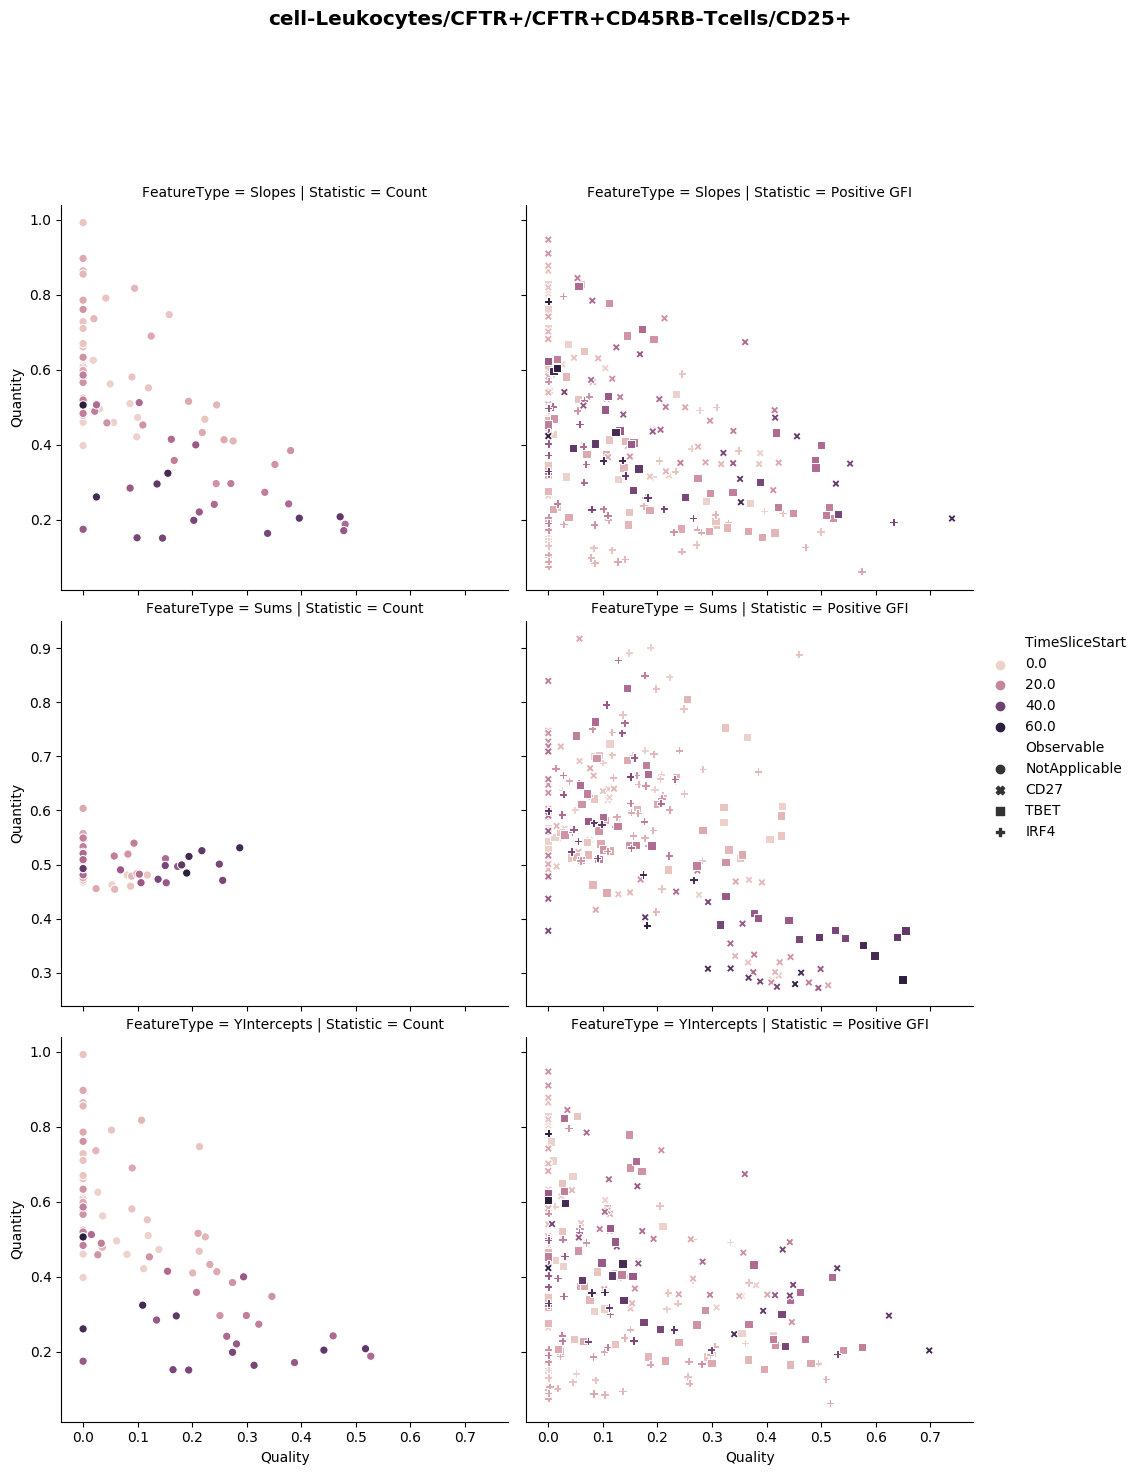 cell-Leukocytes/CFTR+/CFTR+CD45RB-Tcells/CD25+
FeatureType = Slopes | Statistic = Count
FeatureType = Slopes | Statistic = Positive GFI
1.0
0.8
0.6
0.4
0.2
Quantity
FeatureType = Sums | Statistic = Count
FeatureType = Sums | Statistic = Positive GFI
0.9
0.8
0.7
0.6
0.5
0.4
0.3
Quantity
TimeSliceStart
0.0
20.0
40.0
60.0
Observable
NotApplicable
CD27
TBET
IRF4
FeatureType = YIntercepts | Statistic = Count
FeatureType = YIntercepts | Statistic = Positive GFI
1.0
0.8
0.6
0.4
0.2
Quantity
0.0 0.1 0.2 0.3 0.4 0.5 0.6 0.7
Quality
0.0 0.1 0.2 0.3 0.4 0.5 0.6 0.7
Quality